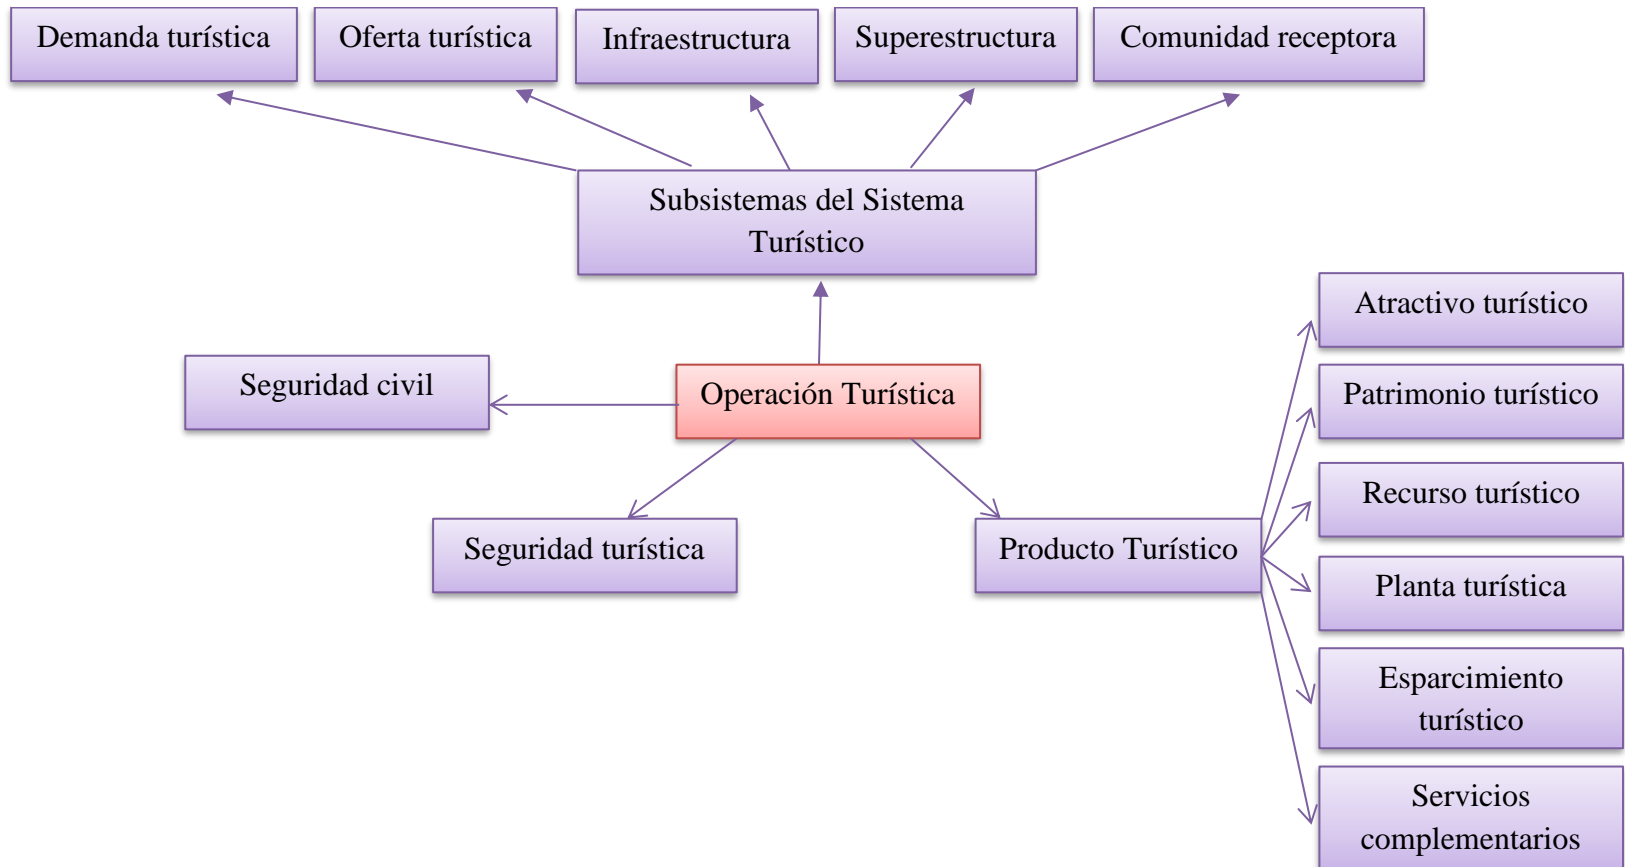 Demanda turística
Oferta turística
Infraestructura
Superestructura
Comunidad receptora
Subsistemas del Sistema
Turístico
Atractivo turístico
Seguridad civil
Operación Turística
Patrimonio turístico
Recurso turístico
Seguridad turística
Producto Turístico
Planta turística
Esparcimiento
turístico
Servicios
complementarios